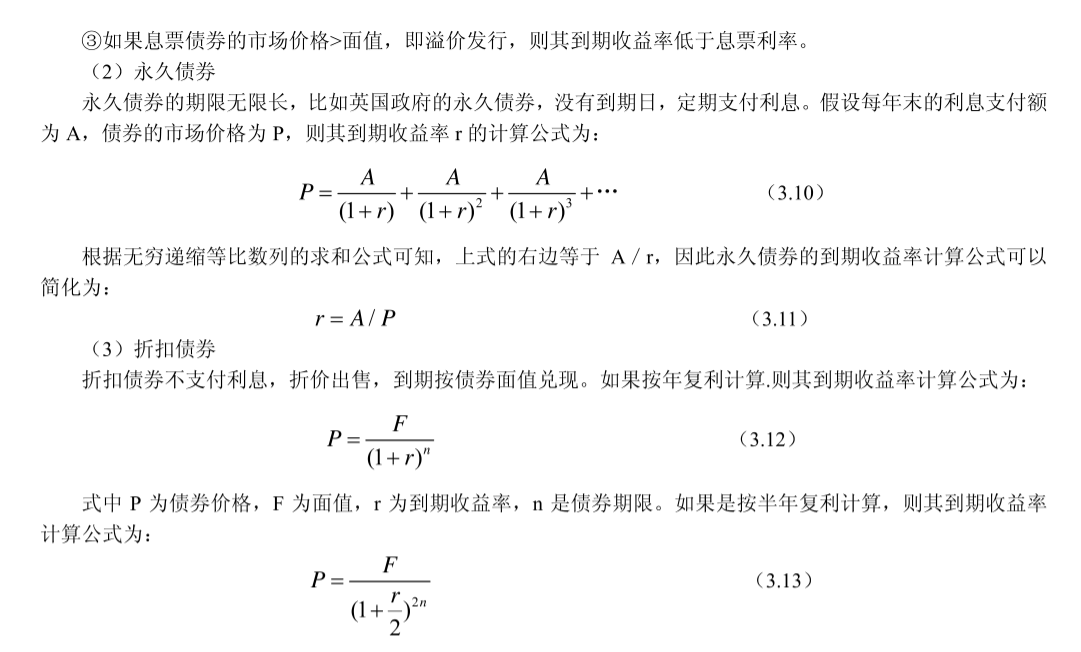 ③如果息票债券的市场价格>面值，即溢价发行，则其到期收益率低于息票利率。
（2）永久债券
永久债券的期限无限长，比如英国政府的永久债券，没有到期日，定期支付利息。假设每年末的利息支付额
为 A，债券的市场价格为 P，则其到期收益率 r 的计算公式为：
P = A/(1+r) + A/(1+r)² + A/(1+r)³ + ⋯ （3.10）
根据无穷递缩等比数列的求和公式可知，上式的右边等于 A / r，因此永久债券的到期收益率计算公式可以
简化为：
r = A / P （3.11）
（3）折扣债券
折扣债券不支付利息，折价出售，到期按债券面值兑现。如果按年复利计算.则其到期收益率计算公式为：
P = F/(1+r)ⁿ （3.12）
式中 P 为债券价格，F 为面值，r 为到期收益率，n 是债券期限。如果是按半年复利计算，则其到期收益率
计算公式为：
P = F/(1+r/2)²ⁿ （3.13）